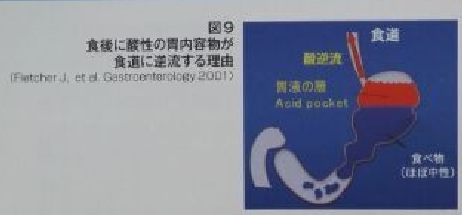 図9
食後に酸性の胃内容物が
食道に逆流する理由
(Fletcher J, et al. Gastroenterology 2001)
食道
酸逆流
胃液の層
Acid pocket
食べ物
(ほぼ中性)